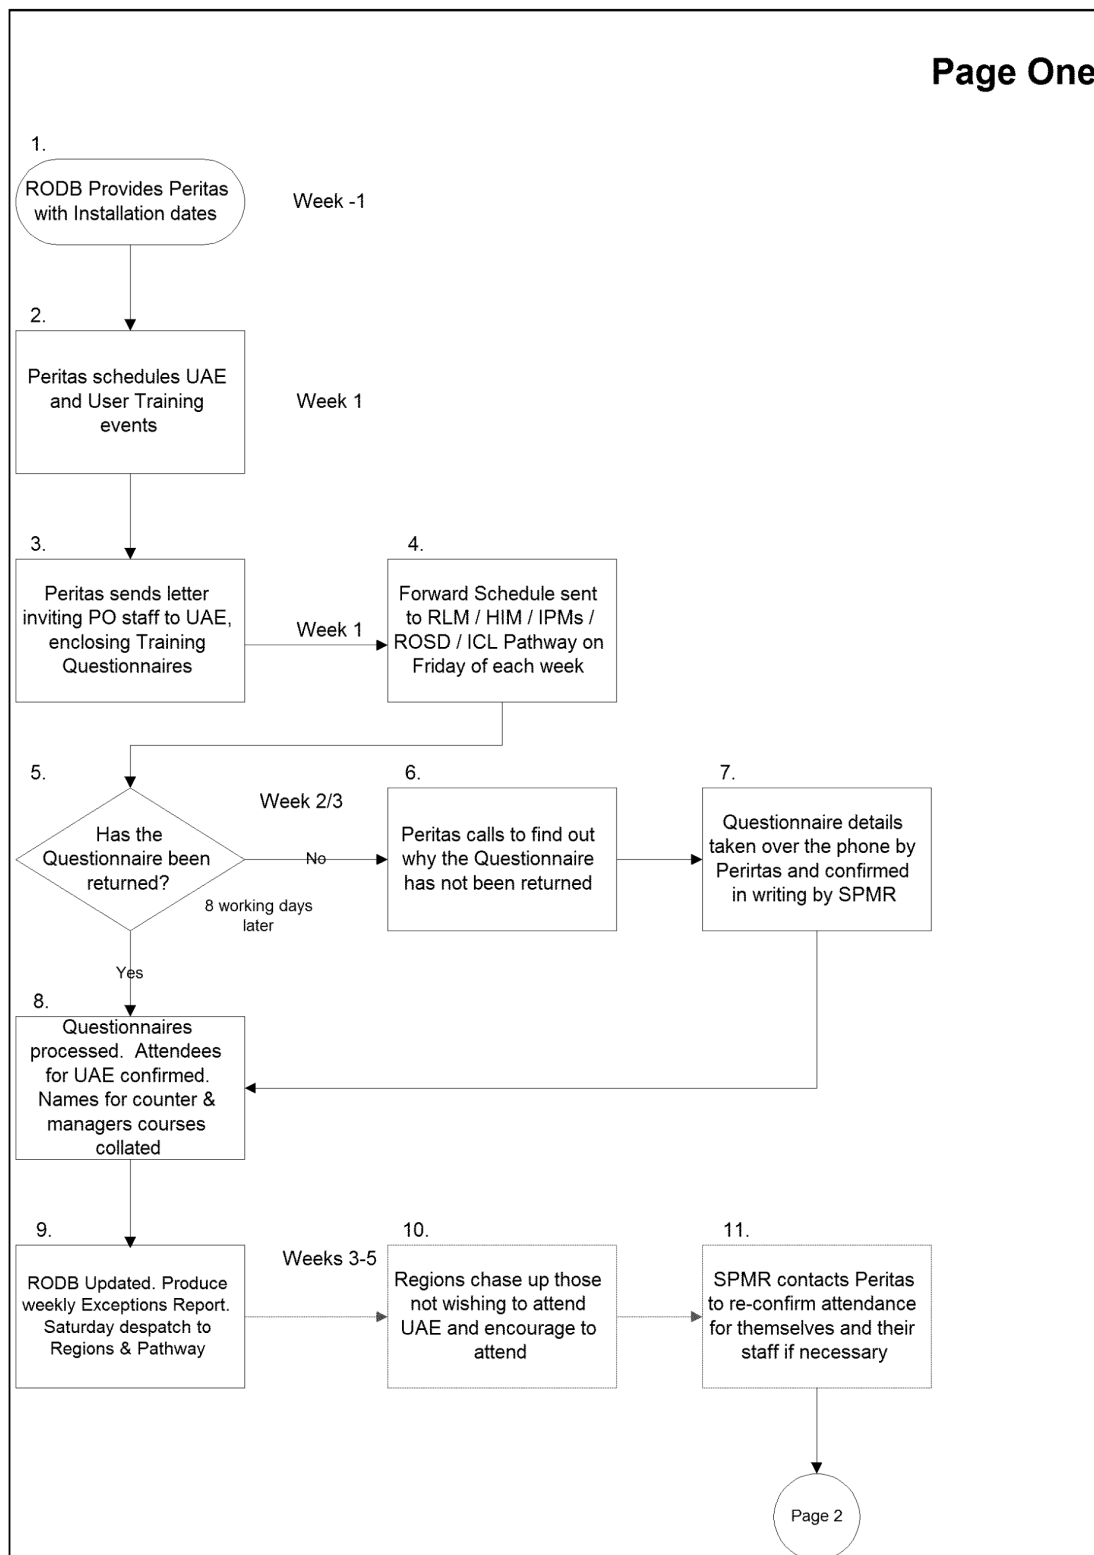 Page One
1.
RODB Provides Peritas
with Installation dates
Week -1
2.
Peritas schedules UAE
and User Training
events
Week 1
3.
Peritas sends letter
inviting PO staff to UAE,
enclosing Training
Questionnaires
Week 1
4.
Forward Schedule sent
to RLM / HIM / IPMs /
ROSD / ICL Pathway on
Friday of each week
5.
Has the
Questionnaire been
returned?
Week 2/3
No
8 working days
later
Yes
6.
Peritas calls to find out
why the Questionnaire
has not been returned
7.
Questionnaire details
taken over the phone by
Perirtas and confirmed
in writing by SPMR
8.
Questionnaires
processed.  Attendees
for UAE confirmed.
Names for counter &
managers courses
collated
9.
RODB Updated. Produce
weekly Exceptions Report.
Saturday despatch to
Regions & Pathway
Weeks 3-5
10.
Regions chase up those
not wishing to attend
UAE and encourage to
attend
11.
SPMR contacts Peritas
to re-confirm attendance
for themselves and their
staff if necessary
Page 2